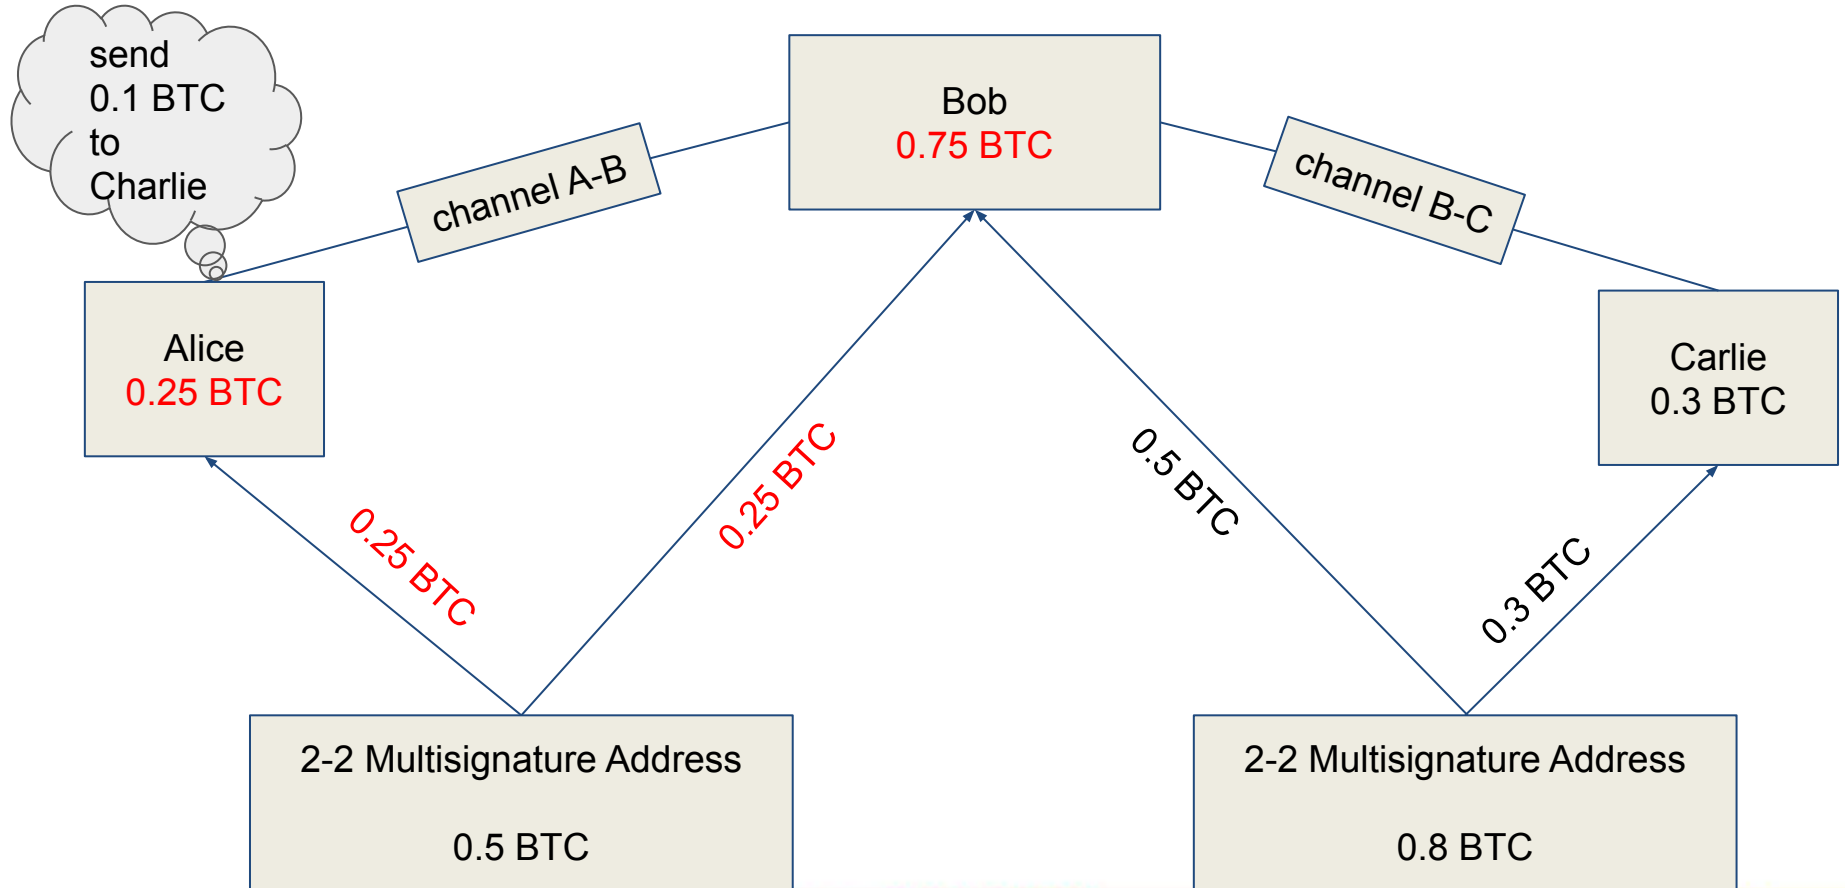 send
0.1 BTC
to
Charlie
Bob
0.75 BTC
channel A-B
channel B-C
Alice
0.25 BTC
Carlie
0.3 BTC
0.25 BTC
0.25 BTC
0.5 BTC
0.3 BTC
2-2 Multisignature Address
0.5 BTC
2-2 Multisignature Address
0.8 BTC